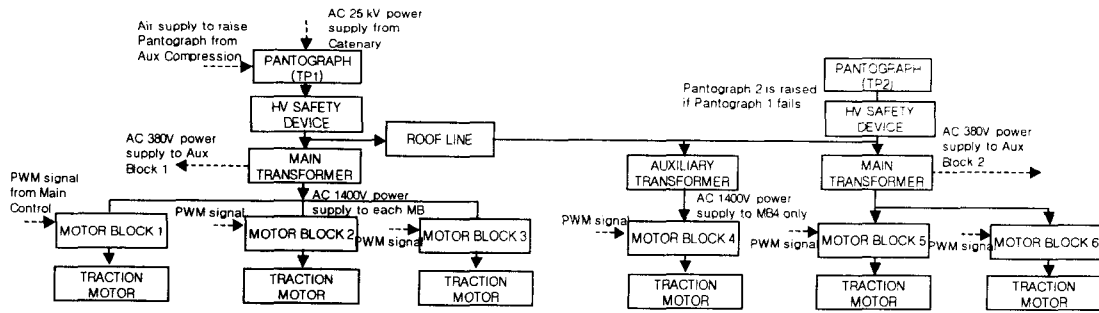 Air supply to raise
Pantograph from
Aux Compression
AC 25 kV power
supply from
Catenary
PANTOGRAPH
(TP1)
HV SAFETY
DEVICE
ROOF LINE
Pantograph 2 is raised
if Pantograph 1 fails
PANTOGRAPH
(TP2)
HV SAFETY
DEVICE
AC 380V power
supply to Aux
Block 1
MAIN
TRANSFORMER
AUXILIARY
TRANSFORMER
MAIN
TRANSFORMER
AC 380V power
supply to Aux
Block 2
PWM signal
from Main
Control
PWM signal
AC 1400V power
supply to each MB
PWM signal
PWM signal
AC 1400V power
supply to MB4 only
PWM signal
PWM signal
MOTOR BLOCK 1
MOTOR BLOCK 2
MOTOR BLOCK 3
MOTOR BLOCK 4
MOTOR BLOCK 5
MOTOR BLOCK 6
TRACTION
MOTOR
TRACTION
MOTOR
TRACTION
MOTOR
TRACTION
MOTOR
TRACTION
MOTOR
TRACTION
MOTOR